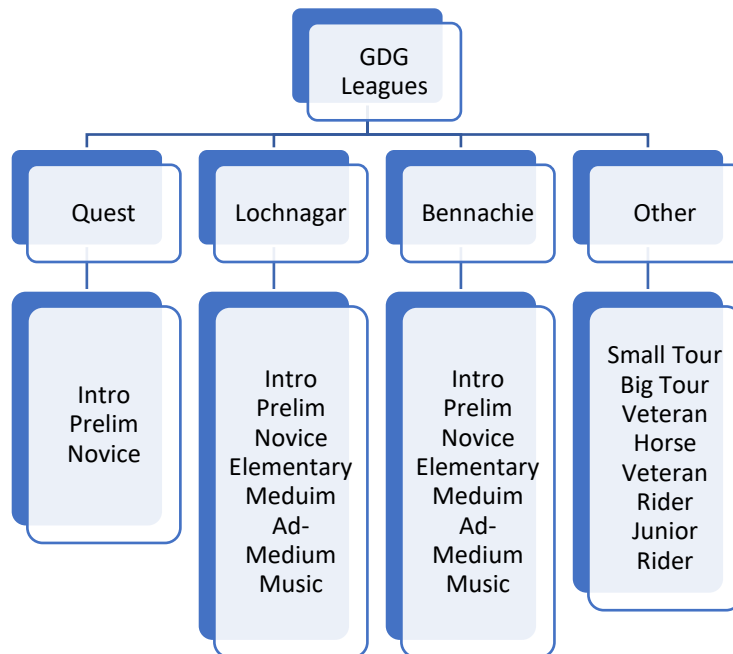 GDG
Leagues
Quest
Lochnagar
Bennachie
Other
Intro
Prelim
Novice
Intro
Prelim
Novice
Elementary
Meduim
Ad-
Medium
Music
Intro
Prelim
Novice
Elementary
Meduim
Ad-
Medium
Music
Small Tour
Big Tour
Veteran
Horse
Veteran
Rider
Junior
Rider